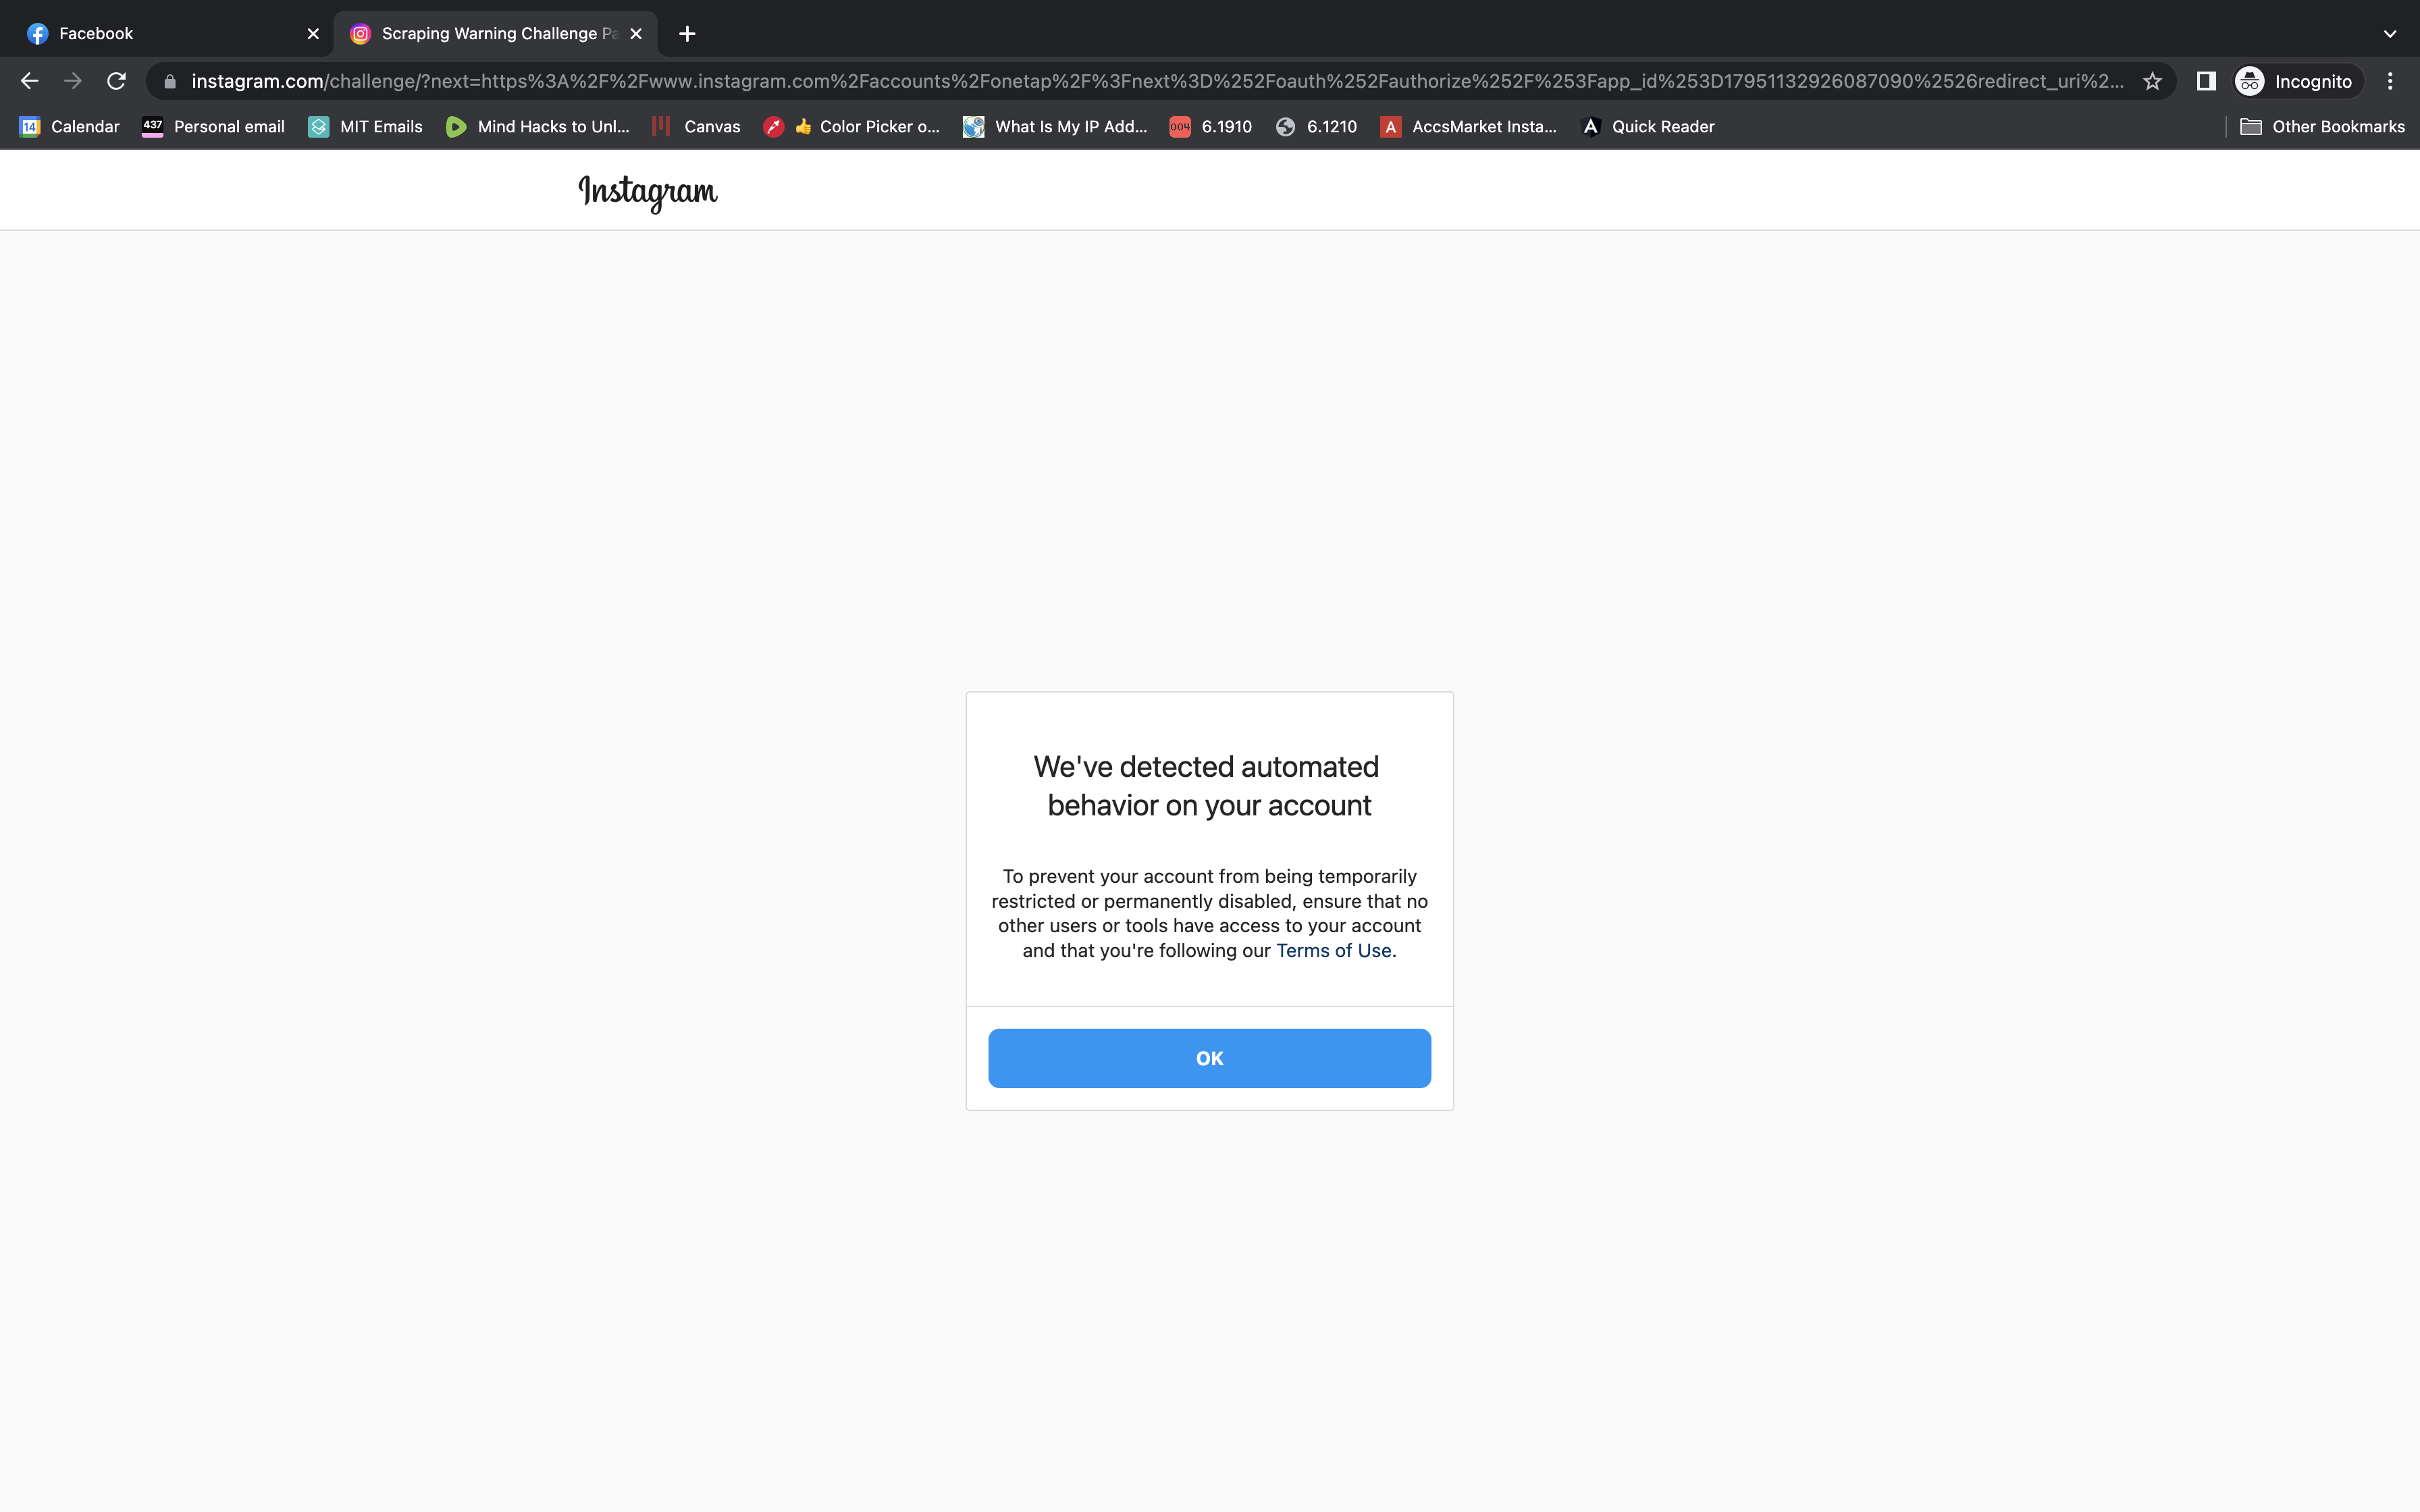 Facebook
Scraping Warning Challenge Pa
instagram.com/challenge/?next=https%3A%2F%2Fwww.instagram.com%2Faccounts%2Fonetap%2F%3Fnext%3D%252Foauth%252Fauthorize%252F%253Fapp_id%253D17951132926087090%2526redirect_uri%2...
Incognito
14 Calendar
437 Personal email
MIT Emails
Mind Hacks to Unl...
Canvas
👍 Color Picker o...
What Is My IP Add...
004 6.1910
6.1210
A AccsMarket Insta...
A Quick Reader
Other Bookmarks
Instagram
We've detected automated
behavior on your account
To prevent your account from being temporarily
restricted or permanently disabled, ensure that no
other users or tools have access to your account
and that you're following our Terms of Use.
OK